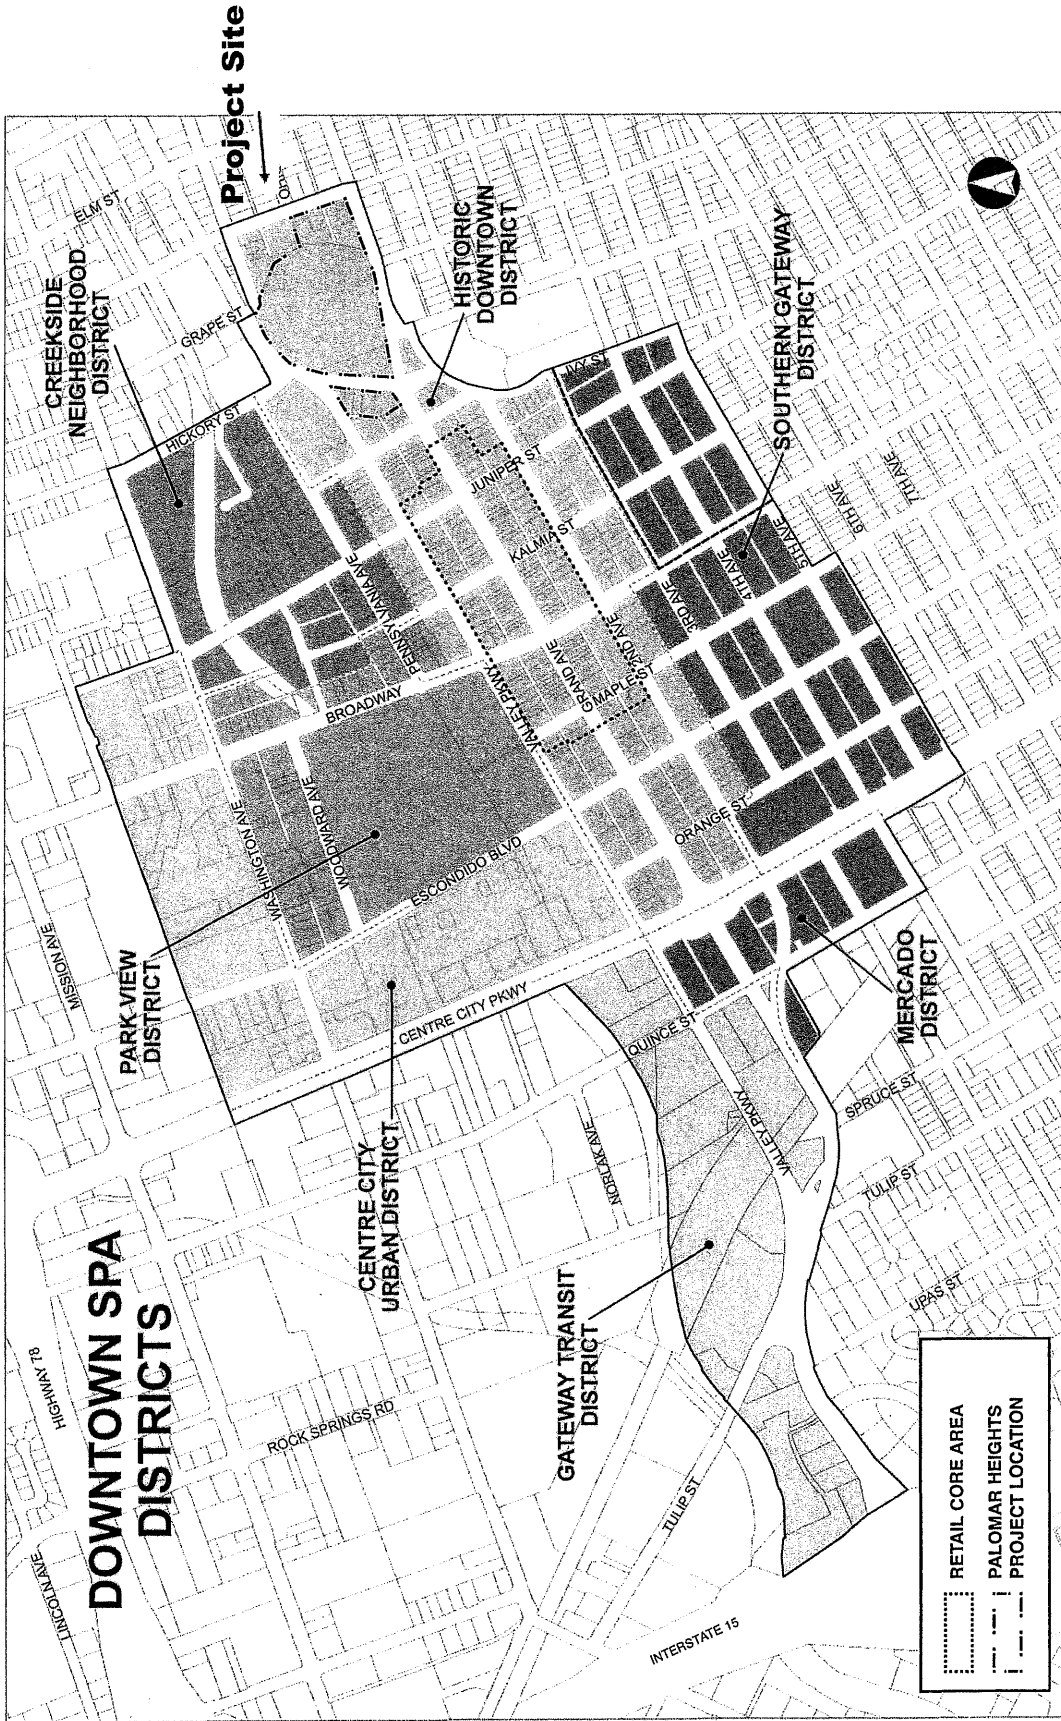 DOWNTOWN SPA
DISTRICTS
Project Site
CREEKSIDE
NEIGHBORHOOD
DISTRICT
HISTORIC
DOWNTOWN
DISTRICT
SOUTHERN GATEWAY
DISTRICT
PARK VIEW
DISTRICT
CENTRE CITY
URBAN DISTRICT
MERCADO
DISTRICT
GATEWAY TRANSIT
DISTRICT
LINCOLN AVE
HIGHWAY 78
MISSION AVE
ROCK SPRINGS RD
WASHINGTON AVE
WOODWARD AVE
ESCONDIDO BLVD
BROADWAY
PENNSYLVANIA AVE
HICKORY ST
GRAPE ST
ELM ST
VALLEY PKWY
GRAND AVE
MAPLE ST
2ND AVE
KALMIA ST
JUNIPER ST
IVY ST
3RD AVE
4TH AVE
5TH AVE
6TH AVE
7TH AVE
ORANGE ST
CENTRE CITY PKWY
QUINCE ST
NORLAK AVE
VALLEY PKWY
SPRUCE ST
TULIP ST
UPAS ST
TULIP ST
INTERSTATE 15
RETAIL CORE AREA
PALOMAR HEIGHTS
PROJECT LOCATION